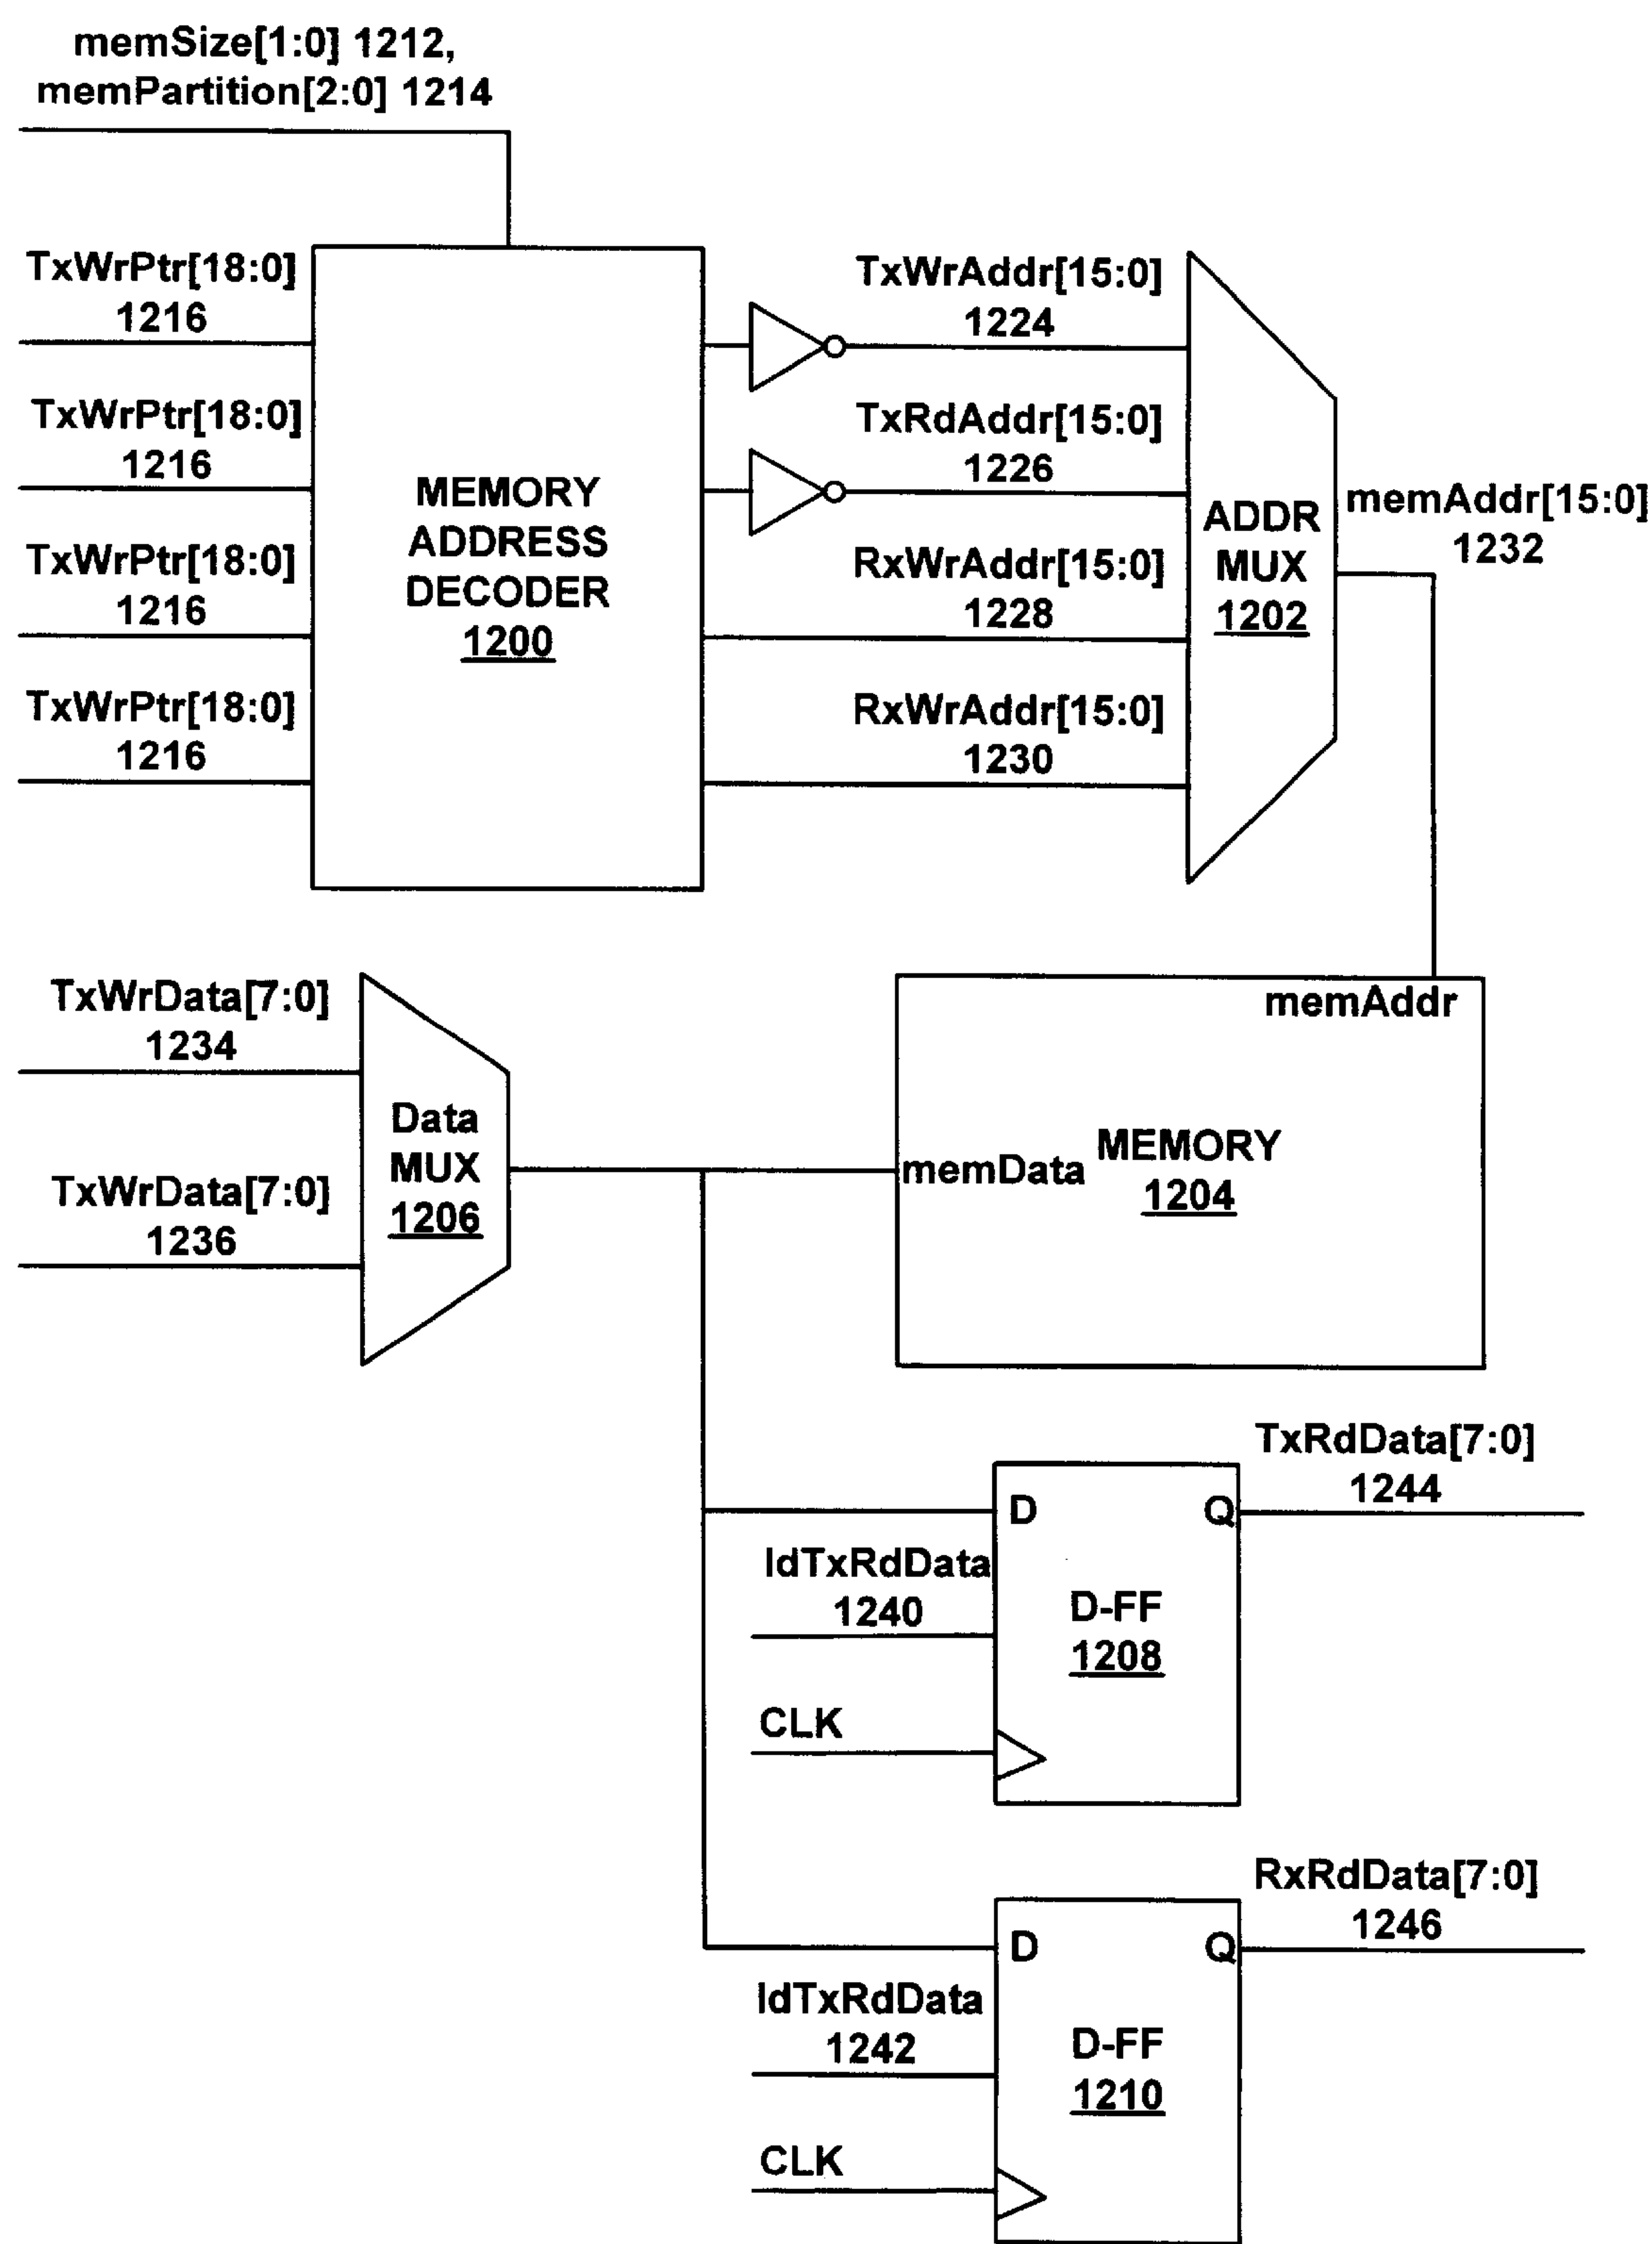 memSize[1:0] 1212,
memPartition[2:0] 1214
TxWrPtr[18:0]
1216
TxWrPtr[18:0]
1216
TxWrPtr[18:0]
1216
TxWrPtr[18:0]
1216
MEMORY
ADDRESS
DECODER
1200
TxWrAddr[15:0]
1224
TxRdAddr[15:0]
1226
RxWrAddr[15:0]
1228
RxWrAddr[15:0]
1230
ADDR
MUX
1202
memAddr[15:0]
1232
TxWrData[7:0]
1234
TxWrData[7:0]
1236
Data
MUX
1206
memAddr
memData
MEMORY
1204
TxRdData[7:0]
1244
D
Q
ldTxRdData
1240
D-FF
1208
CLK
RxRdData[7:0]
1246
D
Q
ldTxRdData
1242
D-FF
1210
CLK